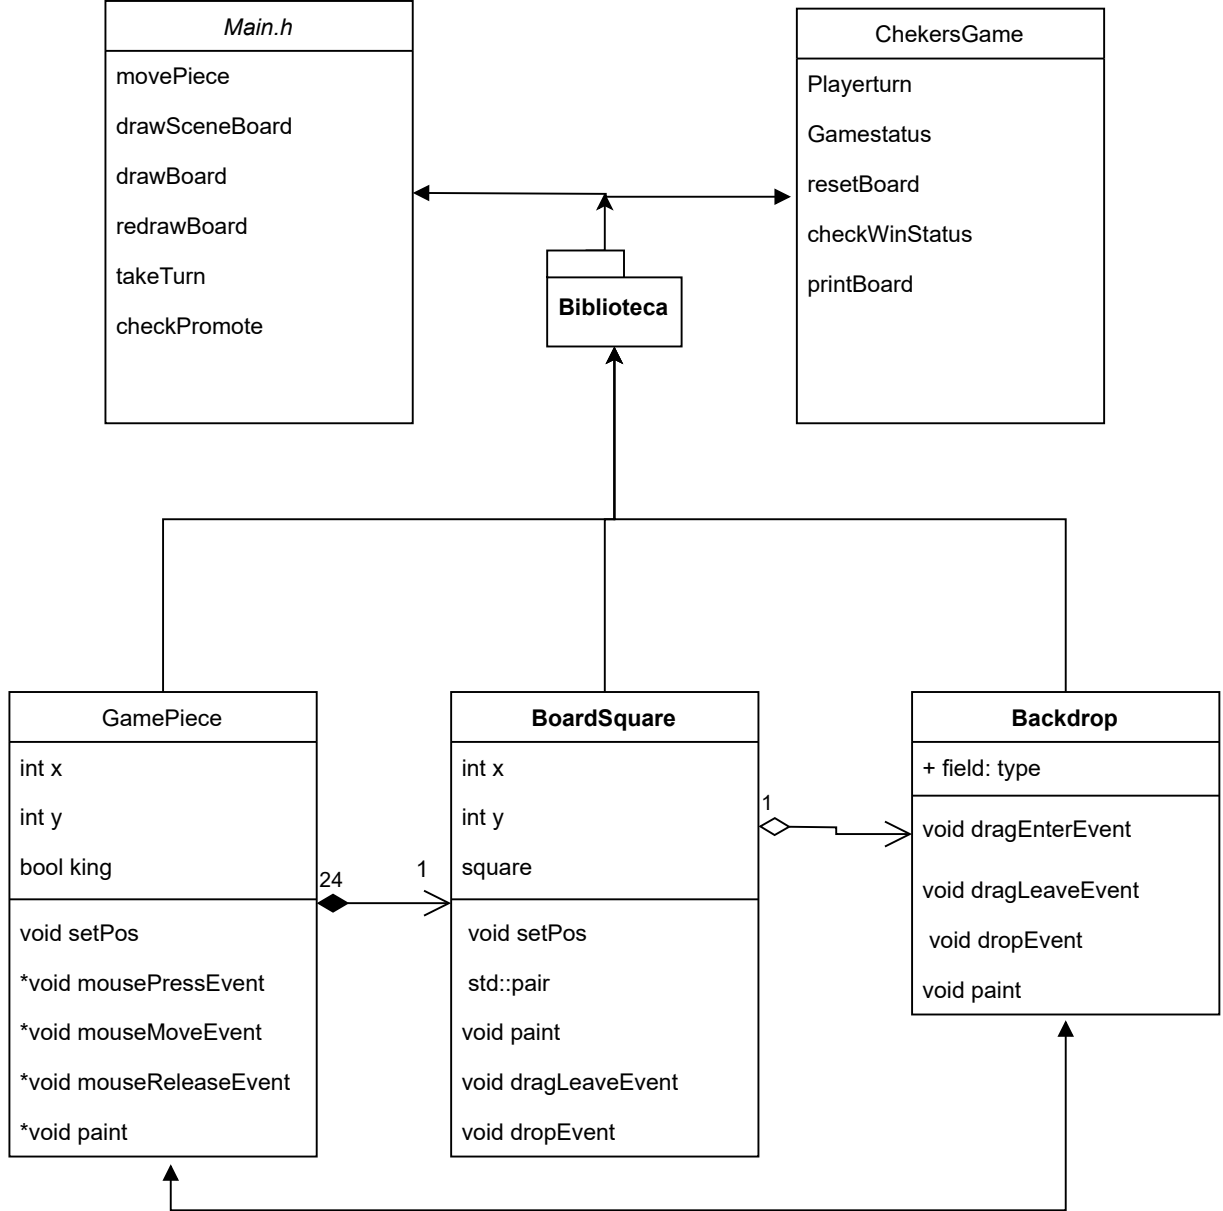 Main.h
movePiece
drawSceneBoard
drawBoard
redrawBoard
takeTurn
checkPromote
ChekersGame
Playerturn
Gamestatus
resetBoard
checkWinStatus
printBoard
Biblioteca
GamePiece
int x
int y
bool king
void setPos
*void mousePressEvent
*void mouseMoveEvent
*void mouseReleaseEvent
*void paint
24
1
BoardSquare
int x
int y
square
void setPos
std::pair
void paint
void dragLeaveEvent
void dropEvent
1
Backdrop
+ field: type
void dragEnterEvent
void dragLeaveEvent
void dropEvent
void paint